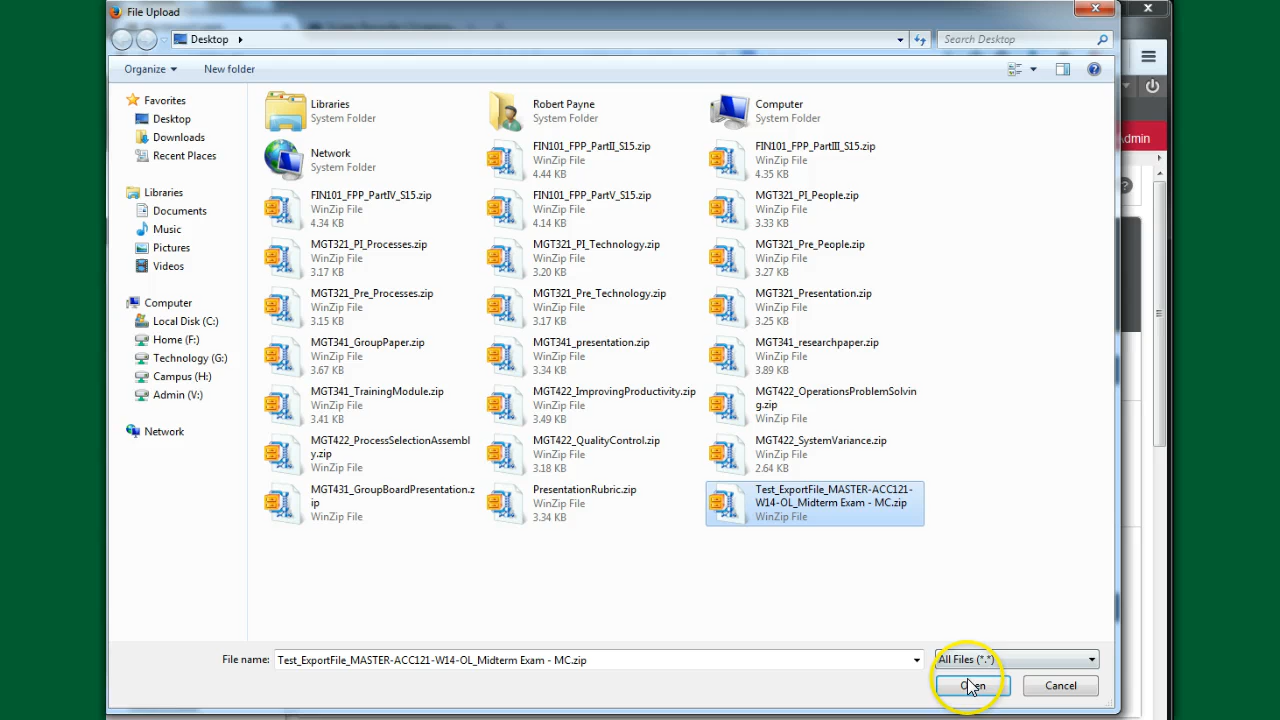 File Upload
Desktop
Search Desktop
Organize
New folder
Favorites
Desktop
Downloads
Recent Places
Libraries
Documents
Music
Pictures
Videos
Computer
Local Disk (C:)
Home (F:)
Technology (G:)
Campus (H:)
Admin (V:)
Network
Libraries
System Folder
Robert Payne
System Folder
Computer
System Folder
Network
System Folder
FIN101_FPP_PartII_S15.zip
WinZip File
4.44 KB
FIN101_FPP_PartIII_S15.zip
WinZip File
4.35 KB
FIN101_FPP_PartIV_S15.zip
WinZip File
4.34 KB
FIN101_FPP_PartV_S15.zip
WinZip File
4.14 KB
MGT321_PI_People.zip
WinZip File
3.33 KB
MGT321_PI_Processes.zip
WinZip File
3.17 KB
MGT321_PI_Technology.zip
WinZip File
3.20 KB
MGT321_Pre_People.zip
WinZip File
3.27 KB
MGT321_Pre_Processes.zip
WinZip File
3.15 KB
MGT321_Pre_Technology.zip
WinZip File
3.17 KB
MGT321_Presentation.zip
WinZip File
3.25 KB
MGT341_GroupPaper.zip
WinZip File
3.67 KB
MGT341_presentation.zip
WinZip File
3.34 KB
MGT341_researchpaper.zip
WinZip File
3.89 KB
MGT341_TrainingModule.zip
WinZip File
3.41 KB
MGT422_ImprovingProductivity.zip
WinZip File
3.49 KB
MGT422_OperationsProblemSolvin
g.zip
WinZip File
MGT422_ProcessSelectionAssembl
y.zip
WinZip File
MGT422_QualityControl.zip
WinZip File
3.18 KB
MGT422_SystemVariance.zip
WinZip File
2.64 KB
MGT431_GroupBoardPresentation.z
ip
WinZip File
PresentationRubric.zip
WinZip File
3.34 KB
Test_ExportFile_MASTER-ACC121-
W14-OL_Midterm Exam - MC.zip
WinZip File
File name:
Test_ExportFile_MASTER-ACC121-W14-OL_Midterm Exam - MC.zip
All Files (*.*)
Open
Cancel